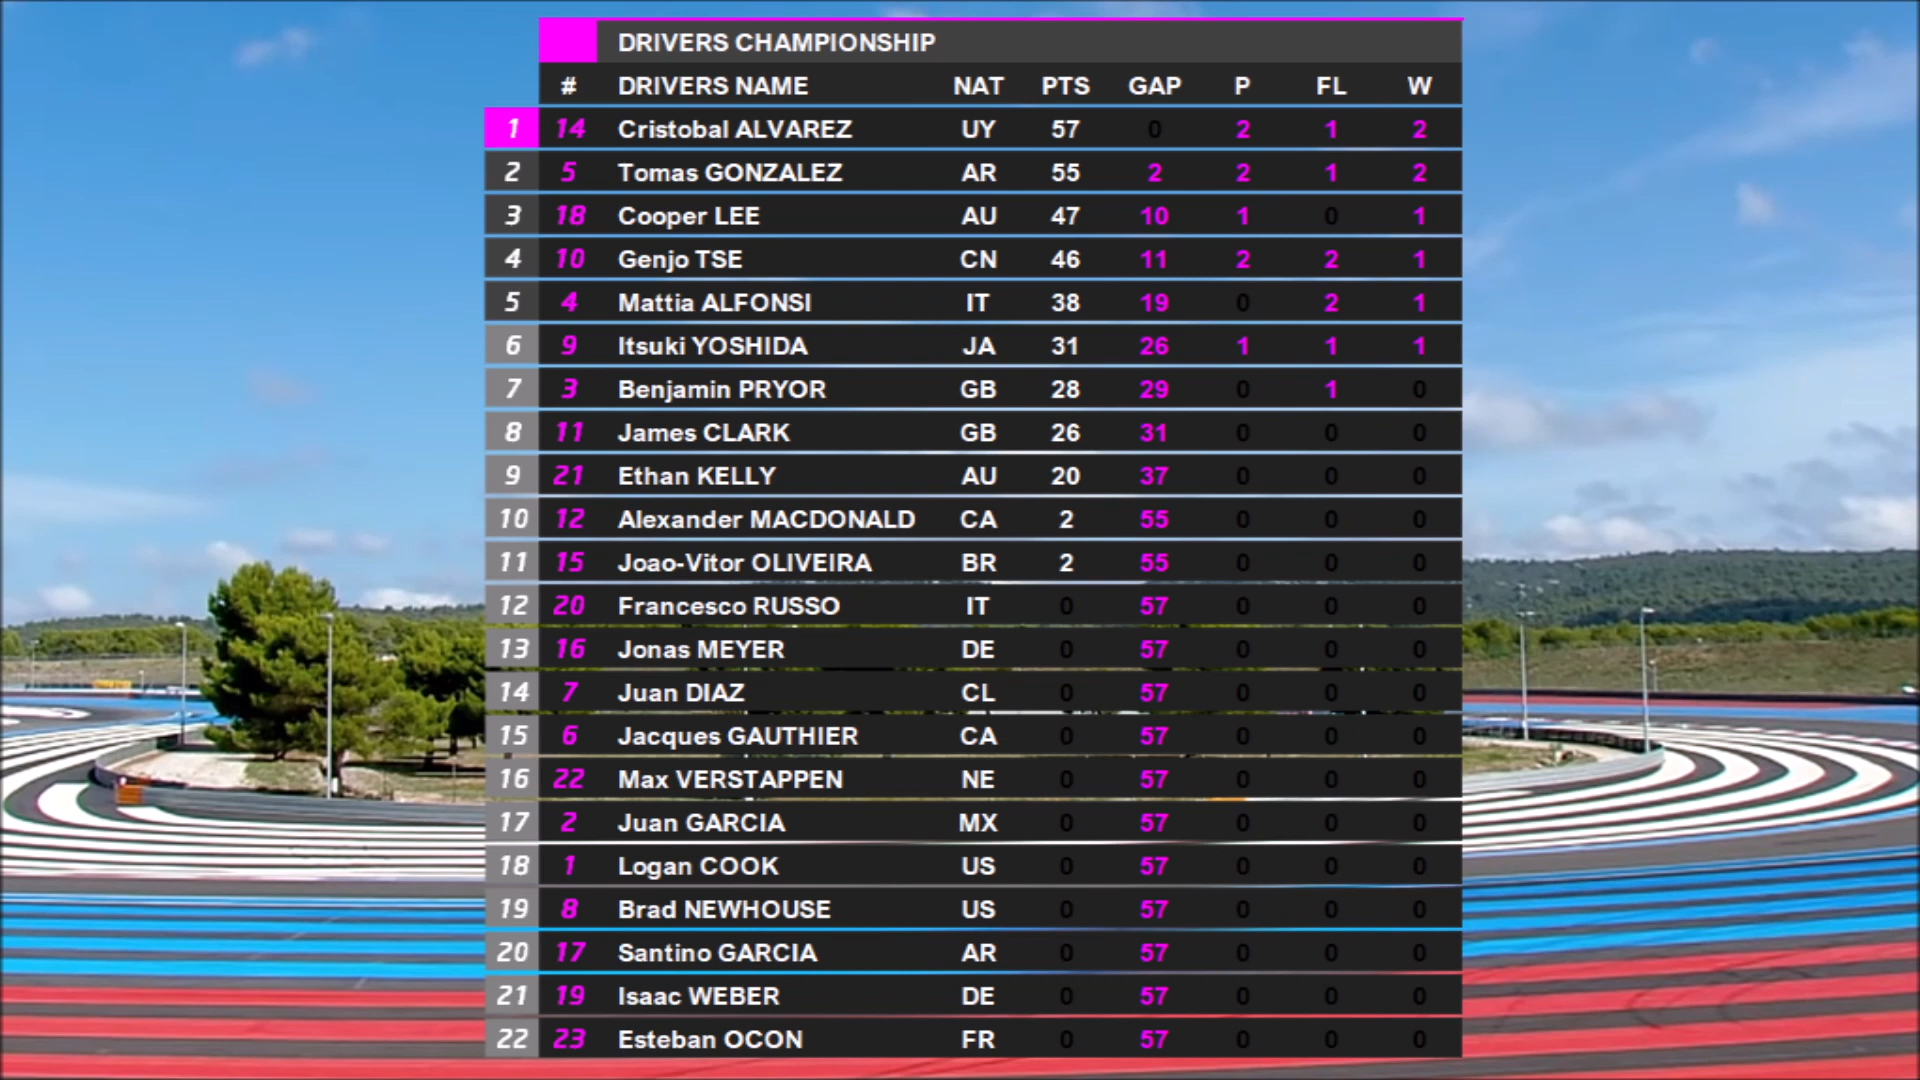 DRIVERS CHAMPIONSHIP
# DRIVERS NAME NAT PTS GAP P FL W
1 14 Cristobal ALVAREZ UY 57 0 2 1 2
2 5 Tomas GONZALEZ AR 55 2 2 1 2
3 18 Cooper LEE AU 47 10 1 0 1
4 10 Genjo TSE CN 46 11 2 2 1
5 4 Mattia ALFONSI IT 38 19 0 2 1
6 9 Itsuki YOSHIDA JA 31 26 1 1 1
7 3 Benjamin PRYOR GB 28 29 0 1 0
8 11 James CLARK GB 26 31 0 0 0
9 21 Ethan KELLY AU 20 37 0 0 0
10 12 Alexander MACDONALD CA 2 55 0 0 0
11 15 Joao-Vitor OLIVEIRA BR 2 55 0 0 0
12 20 Francesco RUSSO IT 0 57 0 0 0
13 16 Jonas MEYER DE 0 57 0 0 0
14 7 Juan DIAZ CL 0 57 0 0 0
15 6 Jacques GAUTHIER CA 0 57 0 0 0
16 22 Max VERSTAPPEN NE 0 57 0 0 0
17 2 Juan GARCIA MX 0 57 0 0 0
18 1 Logan COOK US 0 57 0 0 0
19 8 Brad NEWHOUSE US 0 57 0 0 0
20 17 Santino GARCIA AR 0 57 0 0 0
21 19 Isaac WEBER DE 0 57 0 0 0
22 23 Esteban OCON FR 0 57 0 0 0